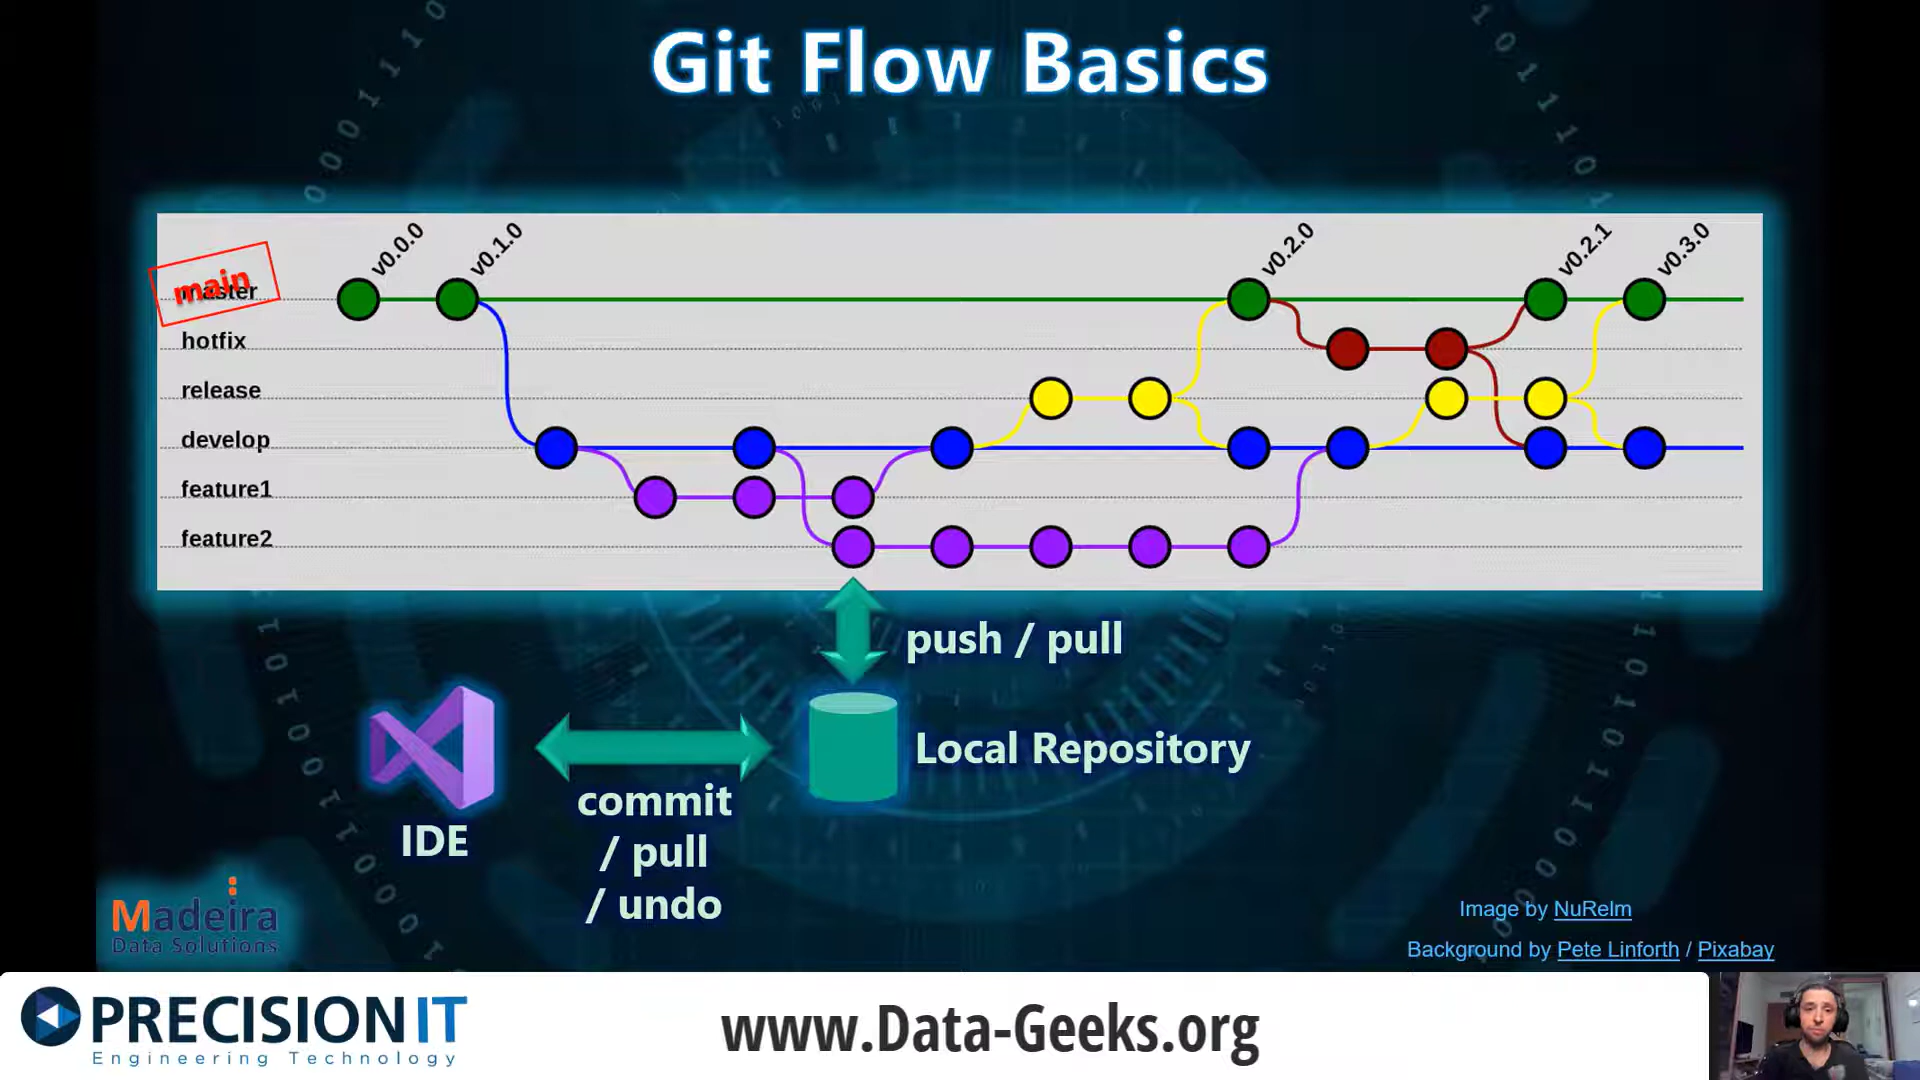 Git Flow Basics
v0.0.0
v0.1.0
v0.2.0
v0.2.1
v0.3.0
main
master
hotfix
release
develop
feature1
feature2
push / pull
Local Repository
commit
/ pull
/ undo
IDE
Madeira
Data Solutions
Image by NuRelm
Background by Pete Linforth / Pixabay
PRECISION IT
Engineering Technology
www.Data-Geeks.org